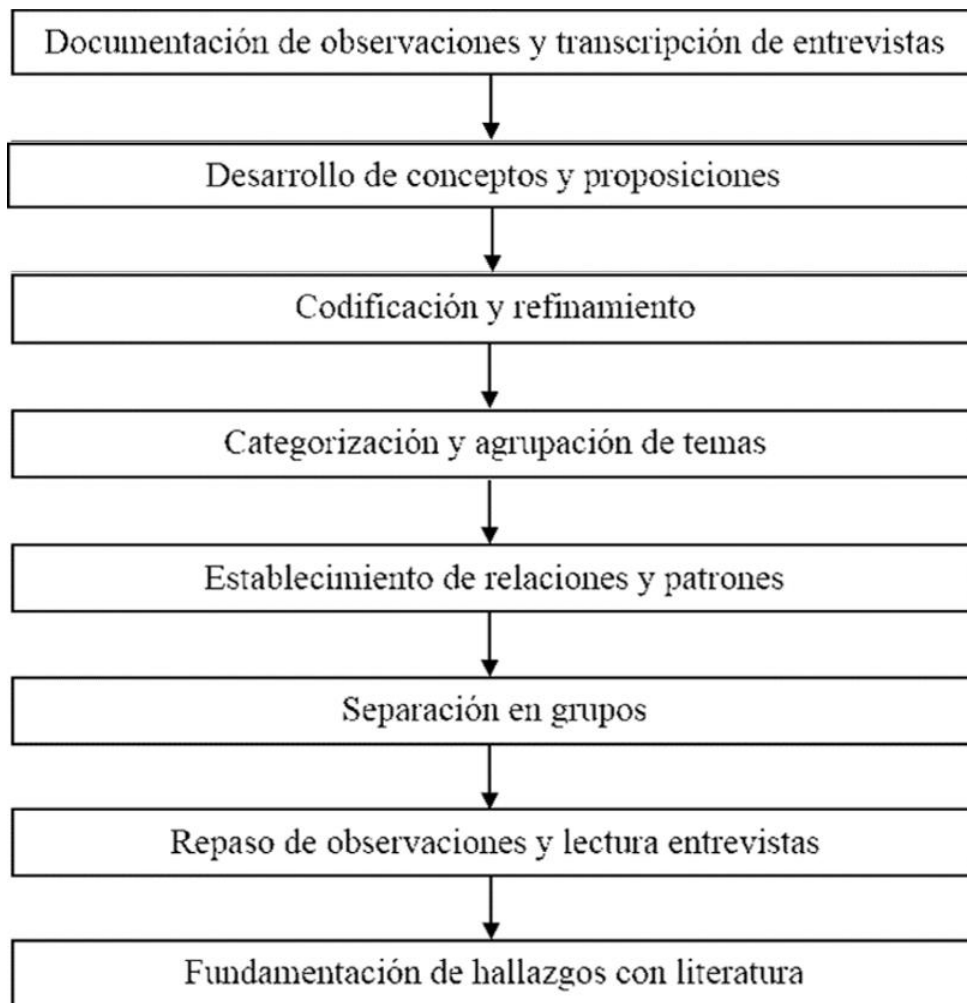 Documentación de observaciones y transcripción de entrevistas
Desarrollo de conceptos y proposiciones
Codificación y refinamiento
Categorización y agrupación de temas
Establecimiento de relaciones y patrones
Separación en grupos
Repaso de observaciones y lectura entrevistas
Fundamentación de hallazgos con literatura